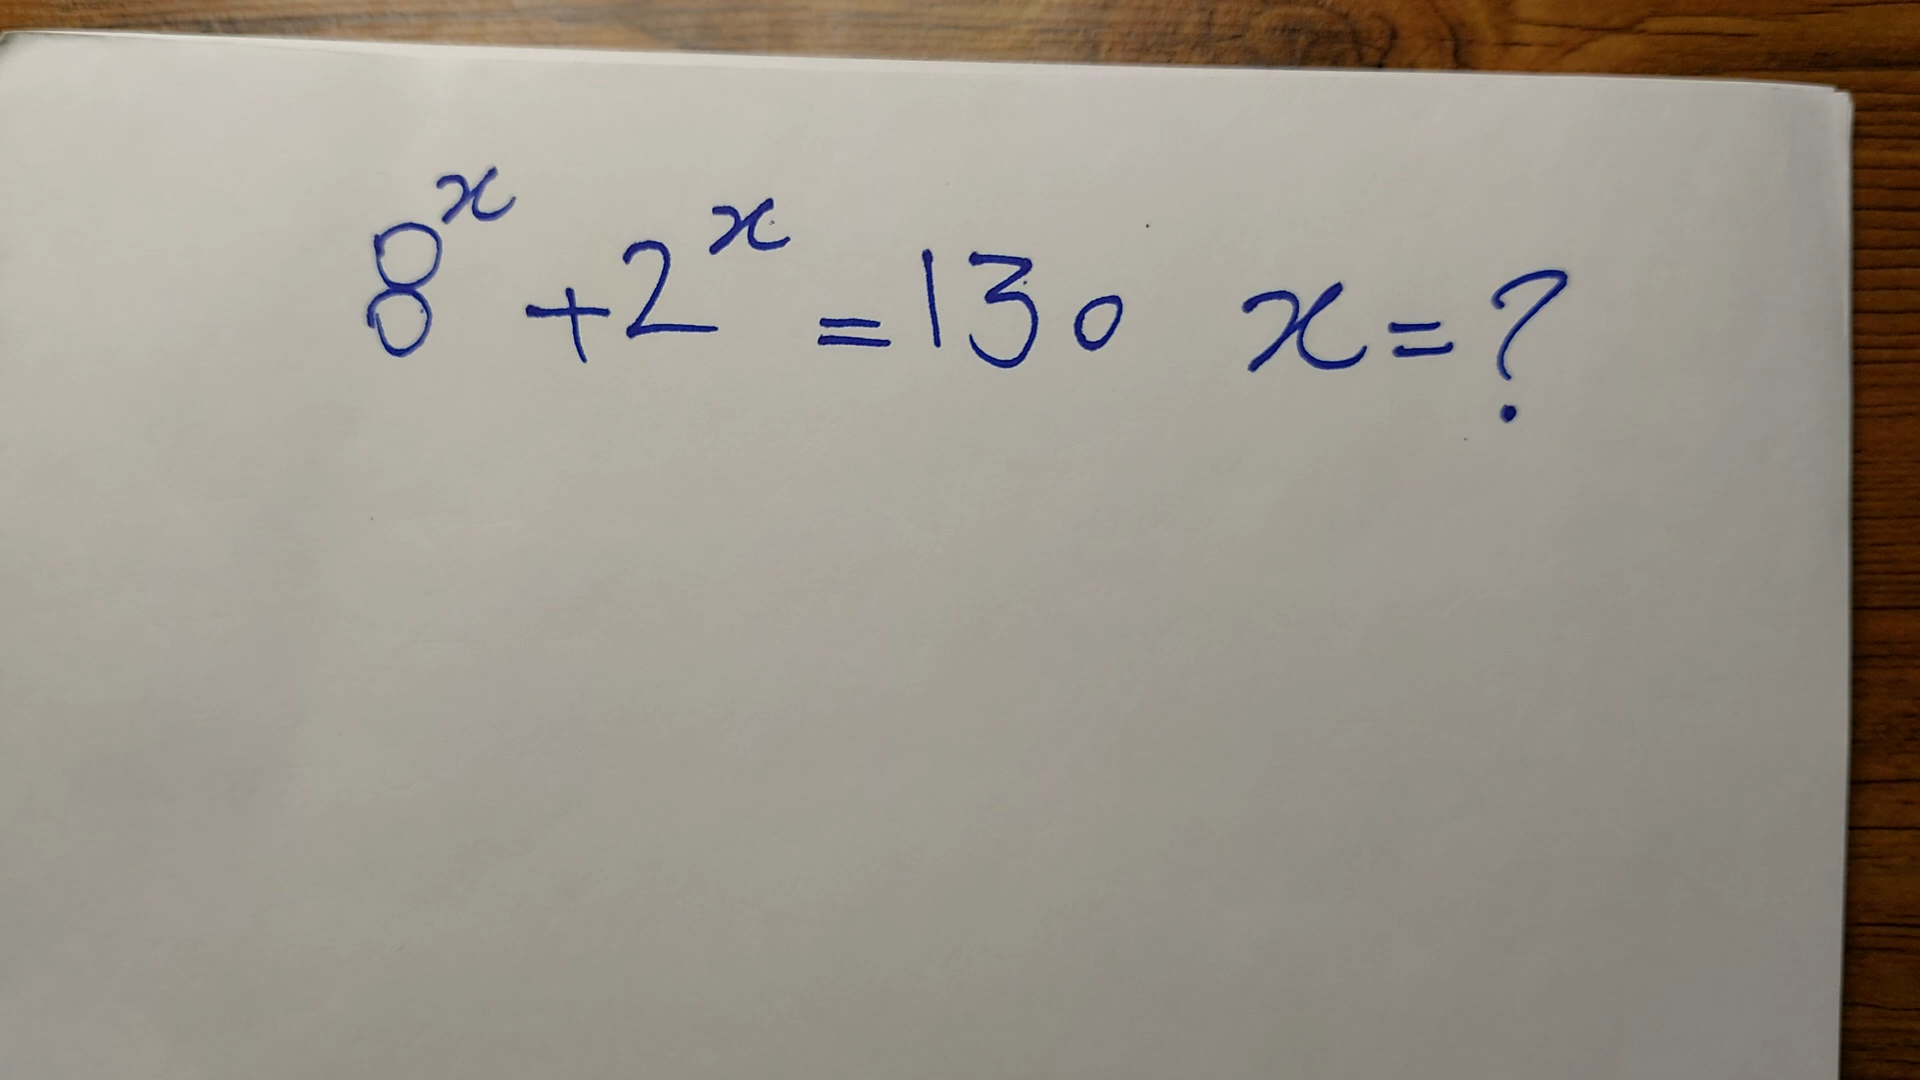 8^x + 2^x = 130 x = ?